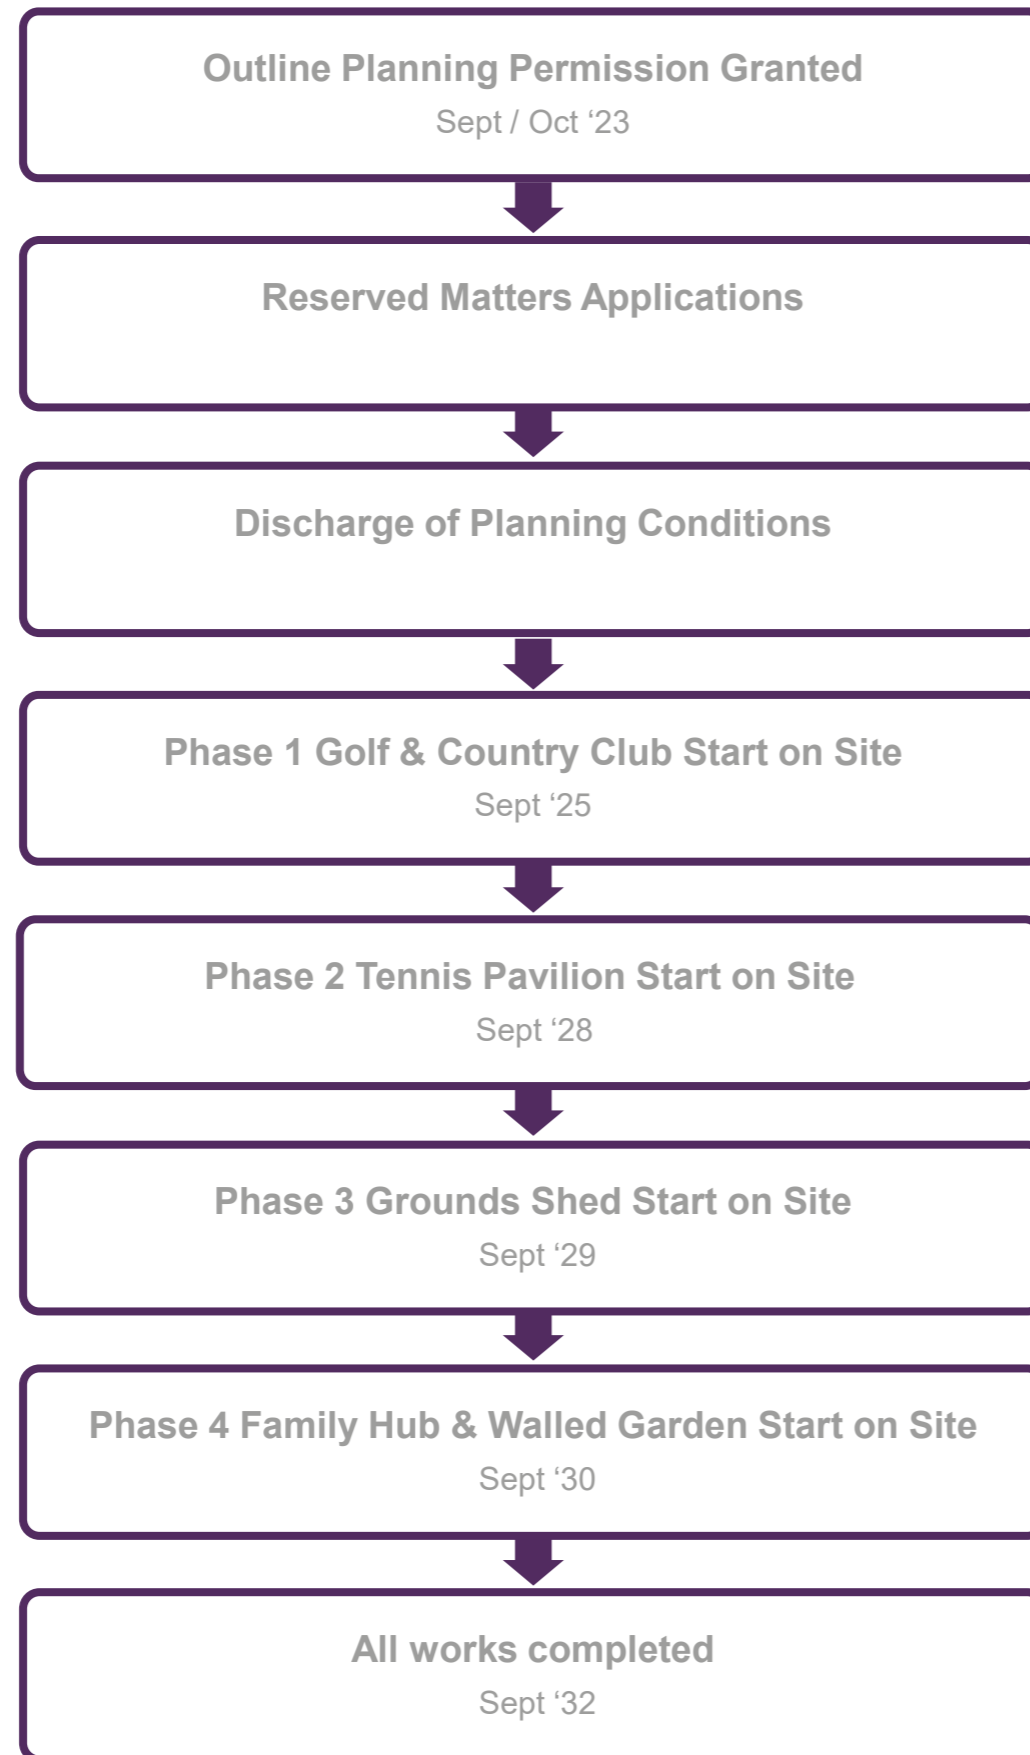 Outline Planning Permission Granted
Sept / Oct ‘23
Reserved Matters Applications
Discharge of Planning Conditions
Phase 1 Golf & Country Club Start on Site
Sept ‘25
Phase 2 Tennis Pavilion Start on Site
Sept ‘28
Phase 3 Grounds Shed Start on Site
Sept ‘29
Phase 4 Family Hub & Walled Garden Start on Site
Sept ‘30
All works completed
Sept ‘32